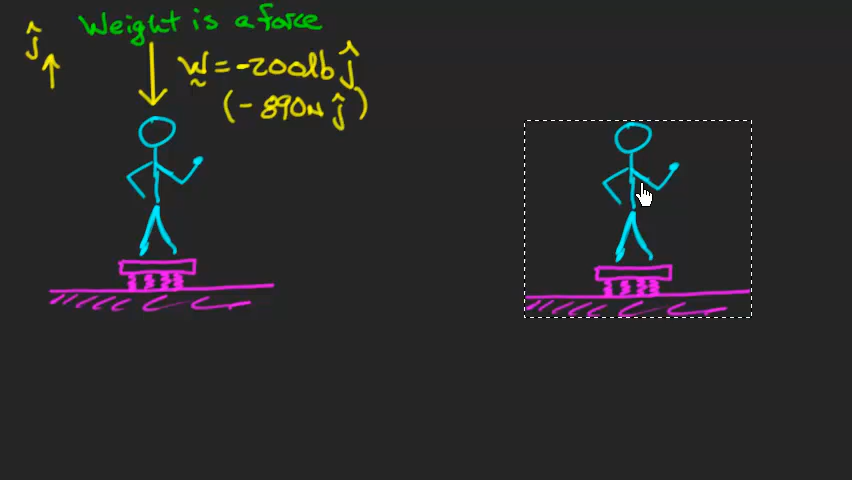 Weight is a force
ĵ
w = -200lb ĵ
(-890N ĵ)